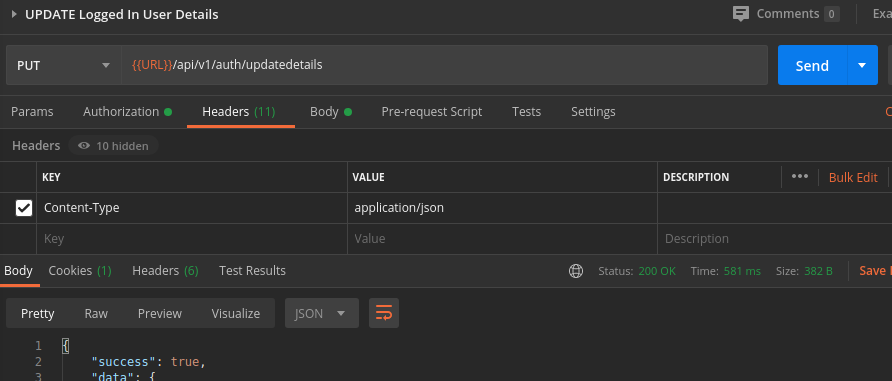 UPDATE Logged In User Details
Comments 0
Exa
PUT {{URL}}/api/v1/auth/updatedetails Send
Params Authorization Headers (11) Body Pre-request Script Tests Settings C
Headers 10 hidden
KEY VALUE DESCRIPTION ••• Bulk Edit
Content-Type application/json
Key Value Description
Body Cookies (1) Headers (6) Test Results Status: 200 OK Time: 581 ms Size: 382 B Save
Pretty Raw Preview Visualize JSON
1 {
2 "success": true,
3 "data": {